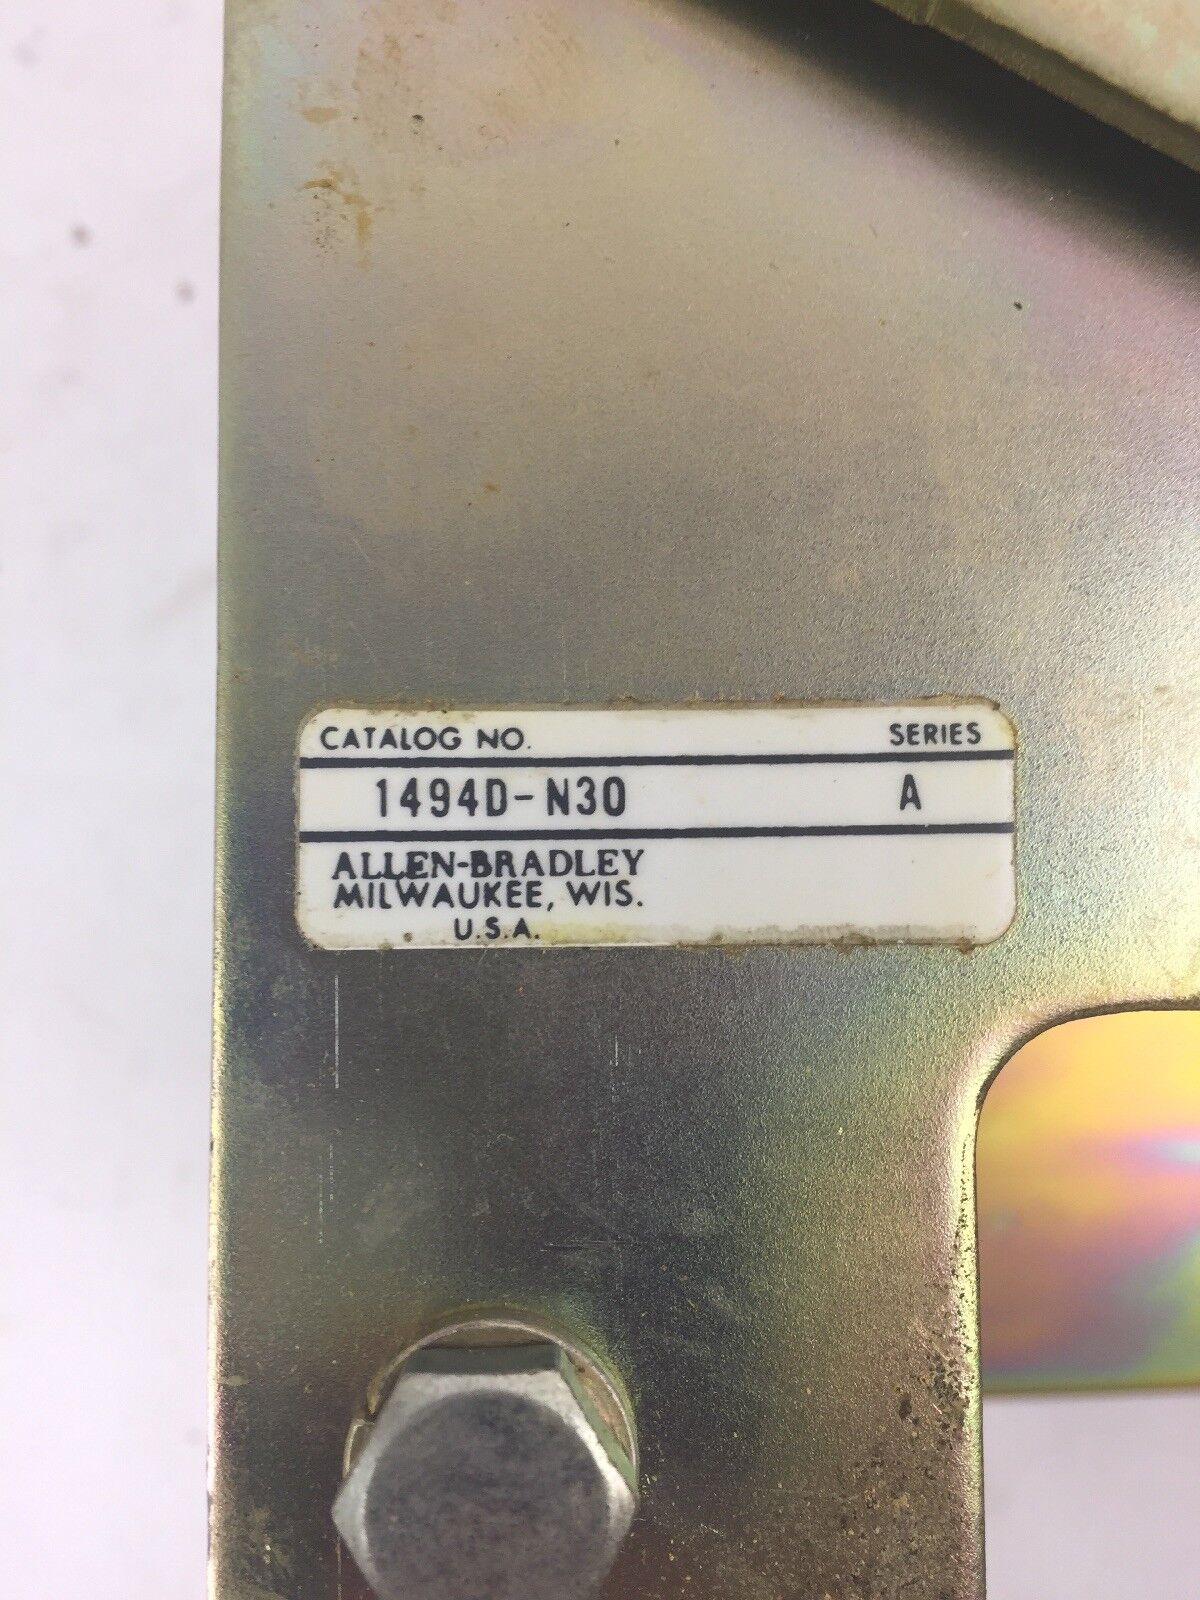 CATALOG NO. SERIES
1494D-N30 A
ALLEN-BRADLEY
MILWAUKEE, WIS.
U.S.A.